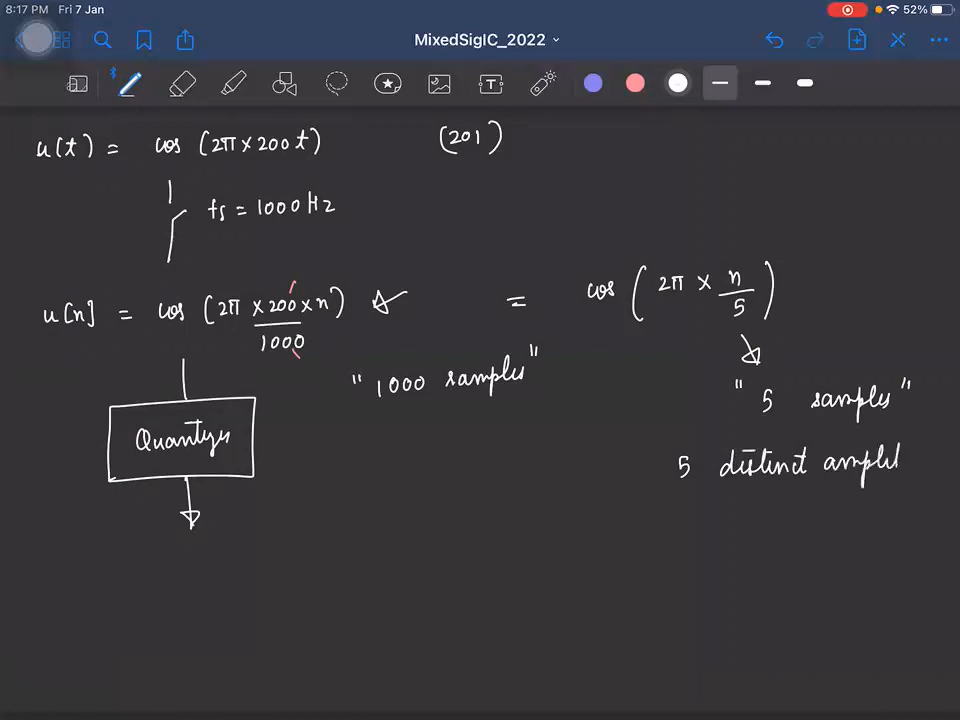 8:17 PM Fri 7 Jan
52%
MixedSigIC_2022
T
u(t) = cos (2π × 200 t) (201)
fs = 1000 Hz
u[n] = cos (2π × 200 × n / 1000) = cos (2π × n / 5)
" 1000 samples "
" 5 samples "
5 distinct amplit